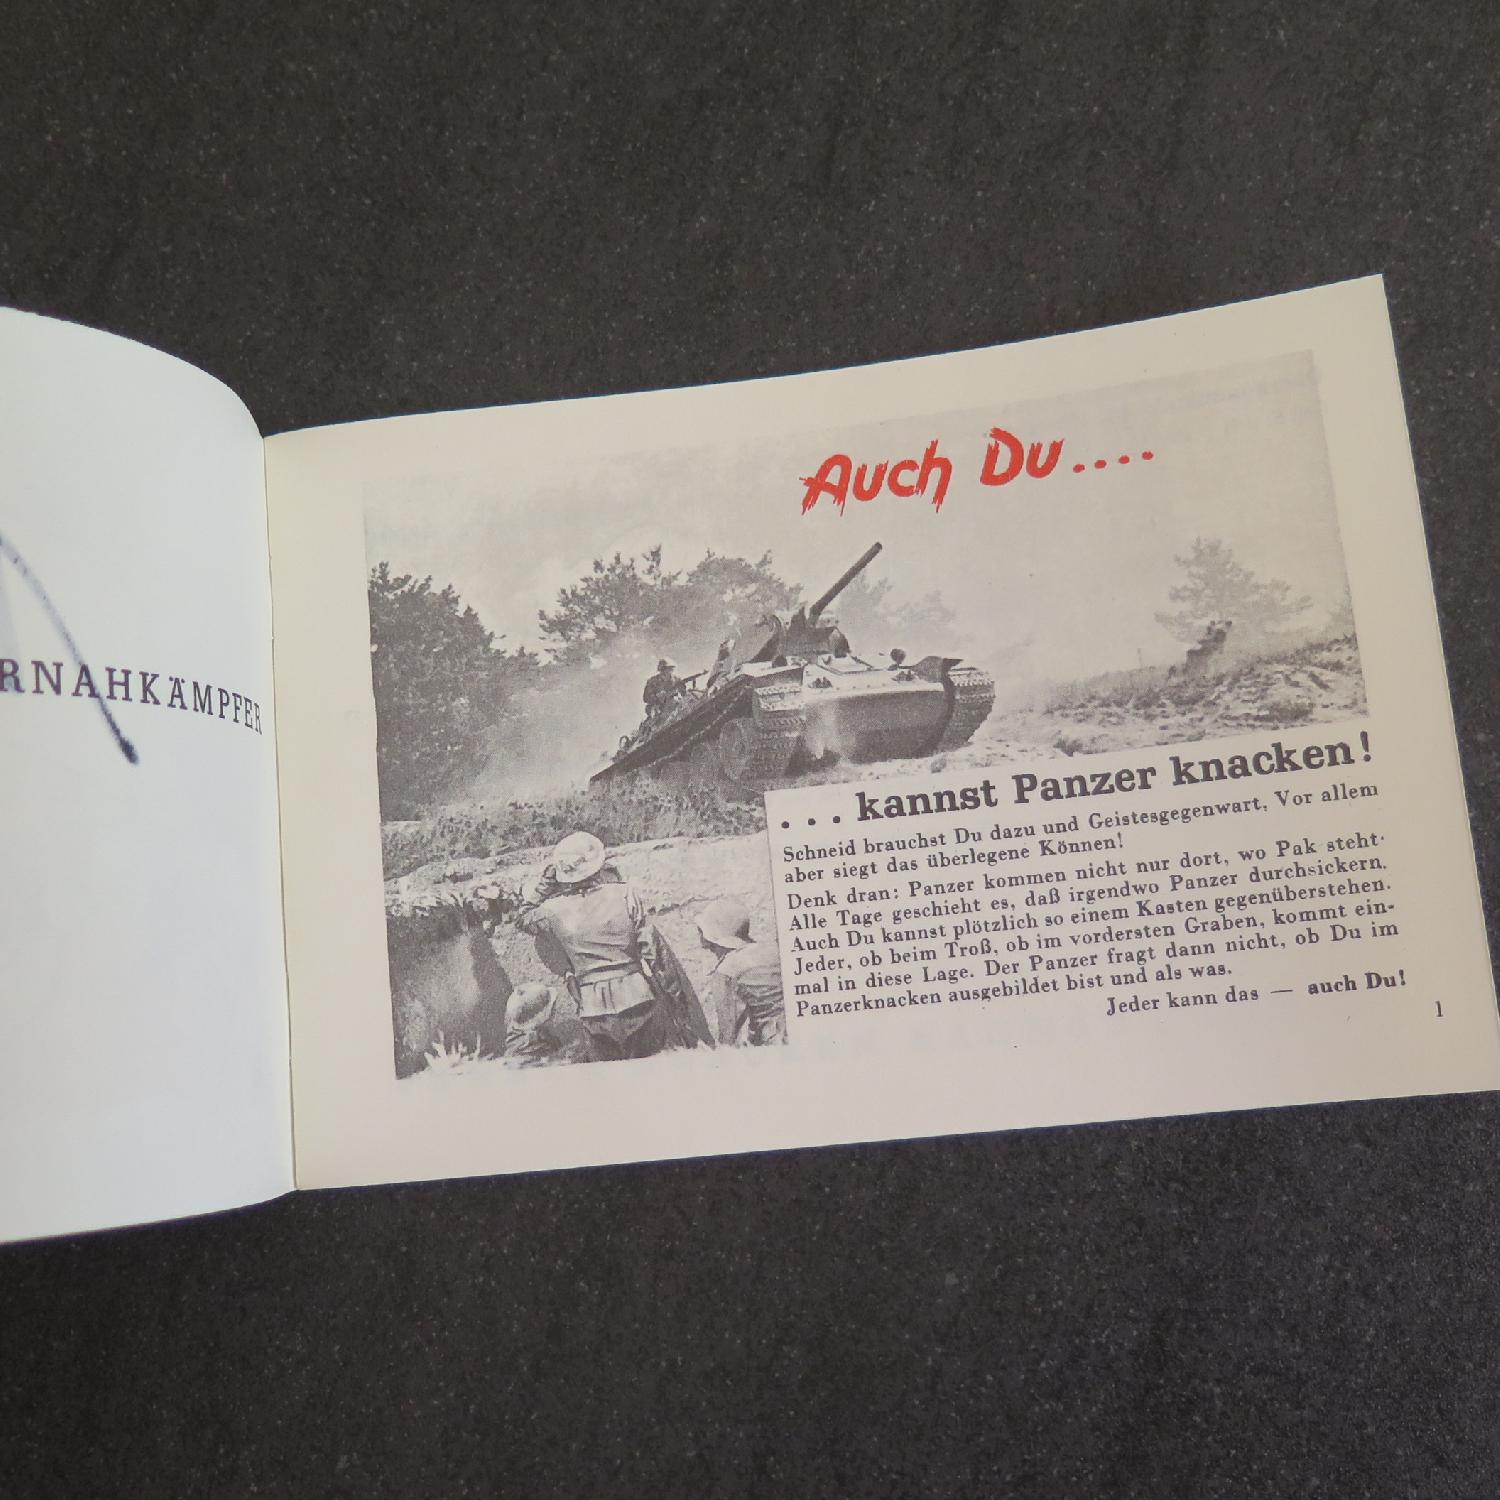 RNAHKÄMPFER
Auch Du....
...kannst Panzer knacken!
Schneid brauchst Du dazu und Geistesgegenwart, Vor allem
aber siegt das überlegene Können!
Denk dran: Panzer kommen nicht nur dort, wo Pak steht.
Alle Tage geschieht es, daß irgendwo Panzer durchsickern.
Auch Du kannst plötzlich so einem Kasten gegenüberstehen.
Jeder, ob beim Troß, ob im vordersten Graben, kommt ein-
mal in diese Lage. Der Panzer fragt dann nicht, ob Du im
Panzerknacken ausgebildet bist und als was.
Jeder kann das — auch Du!
1